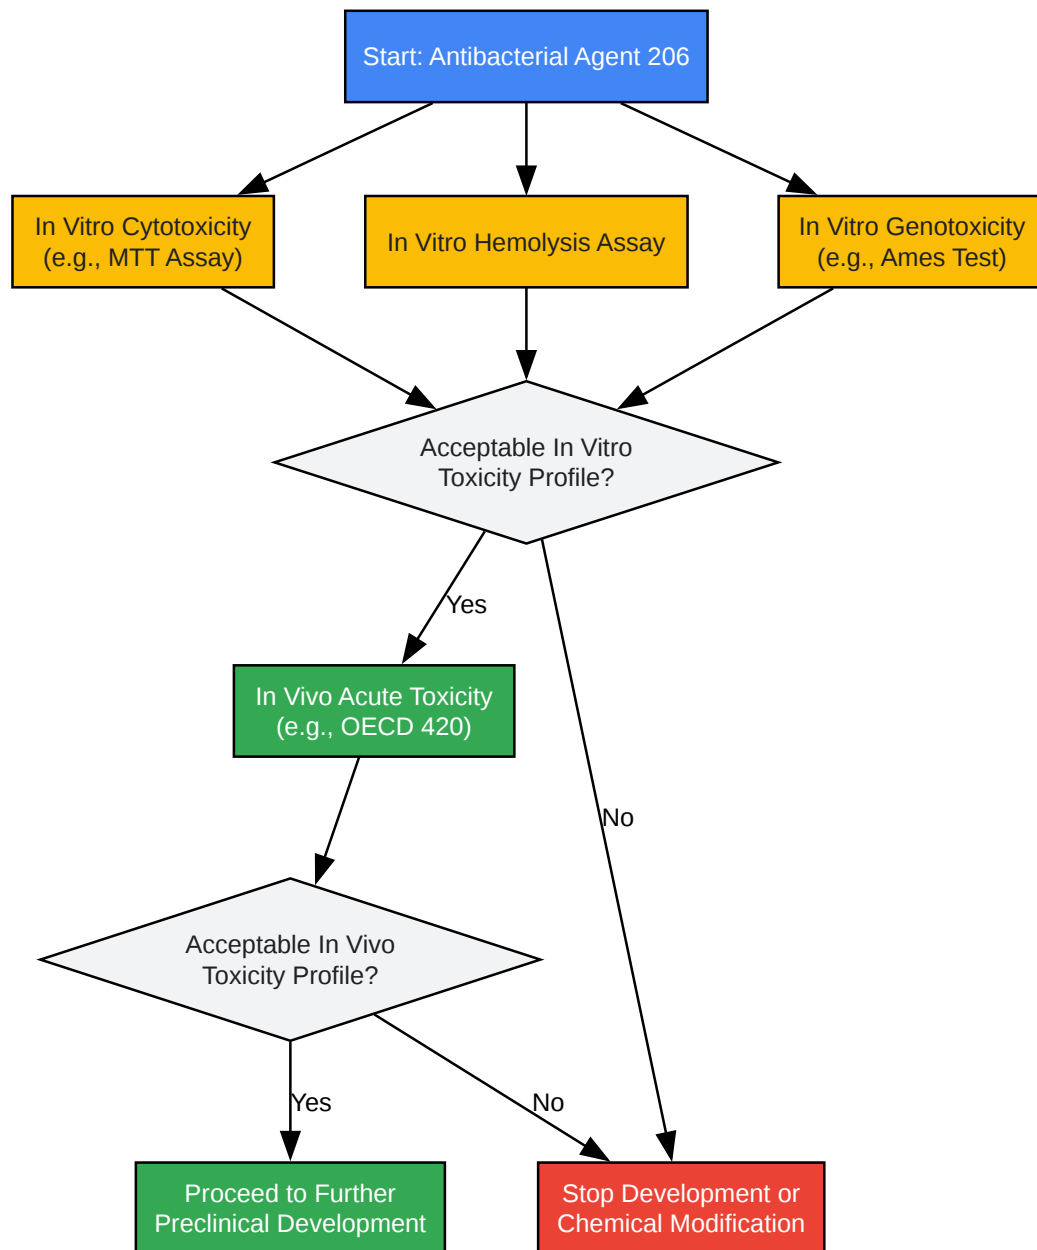 Start: Antibacterial Agent 206
In Vitro Cytotoxicity
(e.g., MTT Assay)
In Vitro Hemolysis Assay
In Vitro Genotoxicity
(e.g., Ames Test)
Acceptable In Vitro
Toxicity Profile?
Yes
In Vivo Acute Toxicity
(e.g., OECD 420)
No
Acceptable In Vivo
Toxicity Profile?
Yes
No
Proceed to Further
Preclinical Development
Stop Development or
Chemical Modification